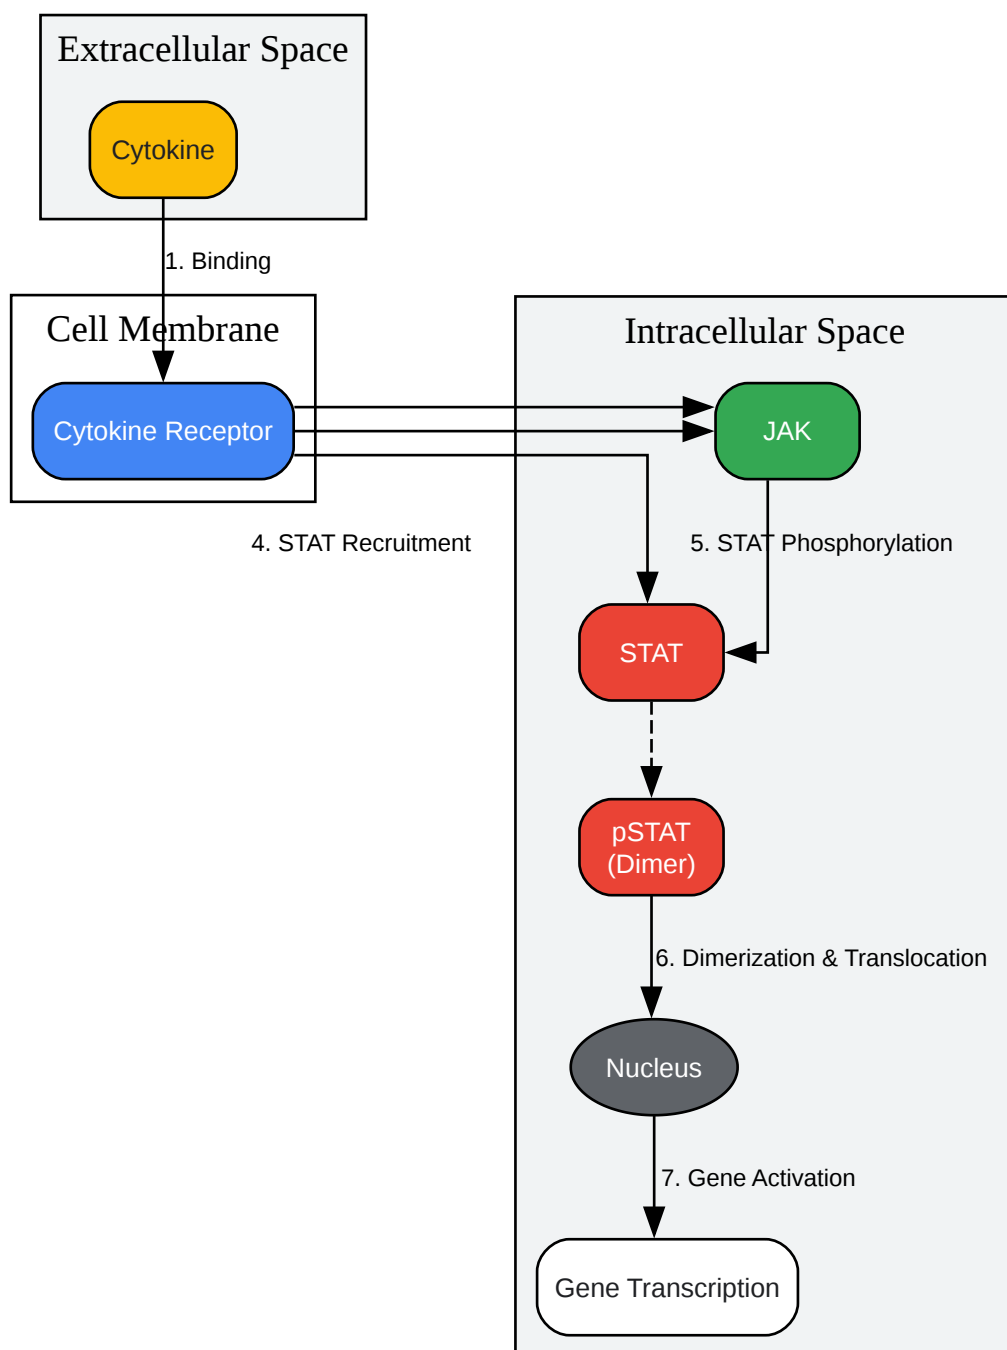 Extracellular Space
Cytokine
1. Binding
Cell Membrane
Intracellular Space
Cytokine Receptor
JAK
4. STAT Recruitment
5. STAT Phosphorylation
STAT
pSTAT
(Dimer)
6. Dimerization & Translocation
Nucleus
7. Gene Activation
Gene Transcription